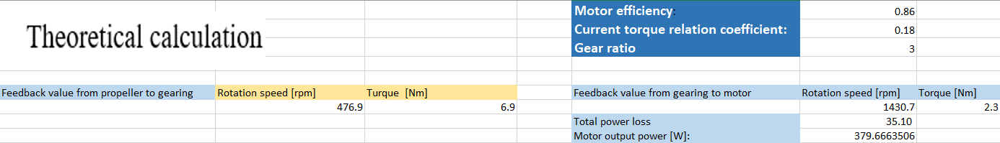 Theoretical calculation
Motor efficiency: 0.86
Current torque relation coefficient: 0.18
Gear ratio 3
Feedback value from propeller to gearing Rotation speed [rpm] Turque [Nm] Feedback value from gearing to motor Rotation speed [rpm] Torque [Nm]
476.9 6.9 1430.7 2.3
Total power loss 35.10
Motor output power [W]: 379.6663506